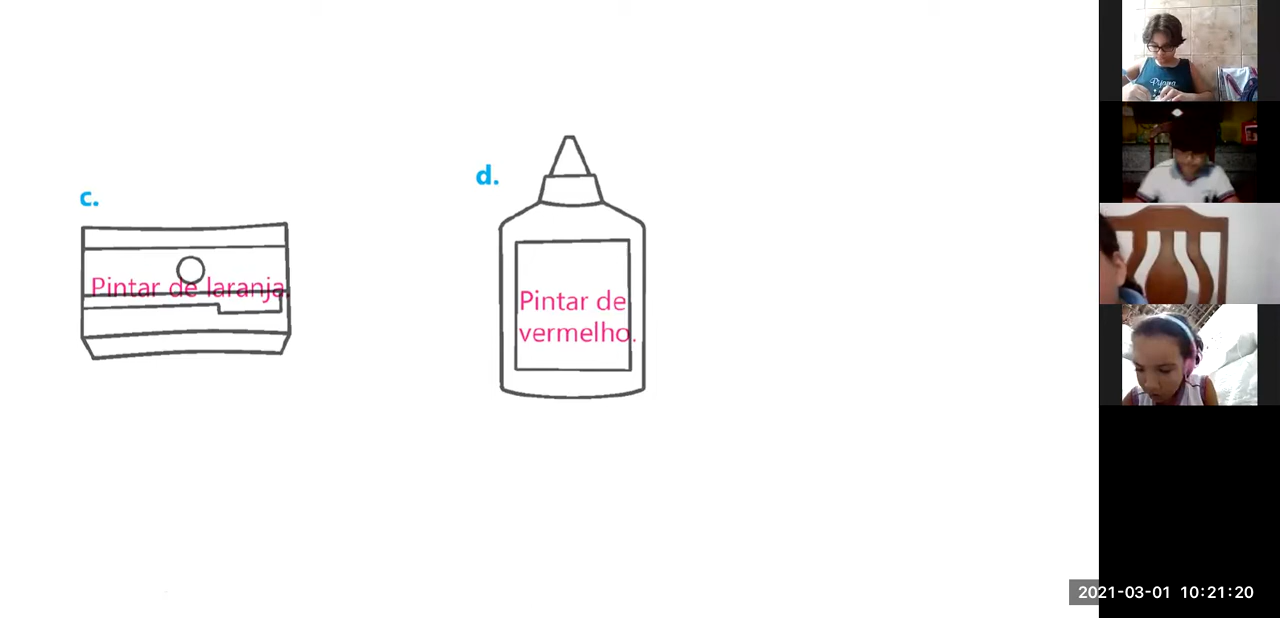 c.
Pintar de laranja.
d.
Pintar de
vermelho.
2021-03-01 10:21:20